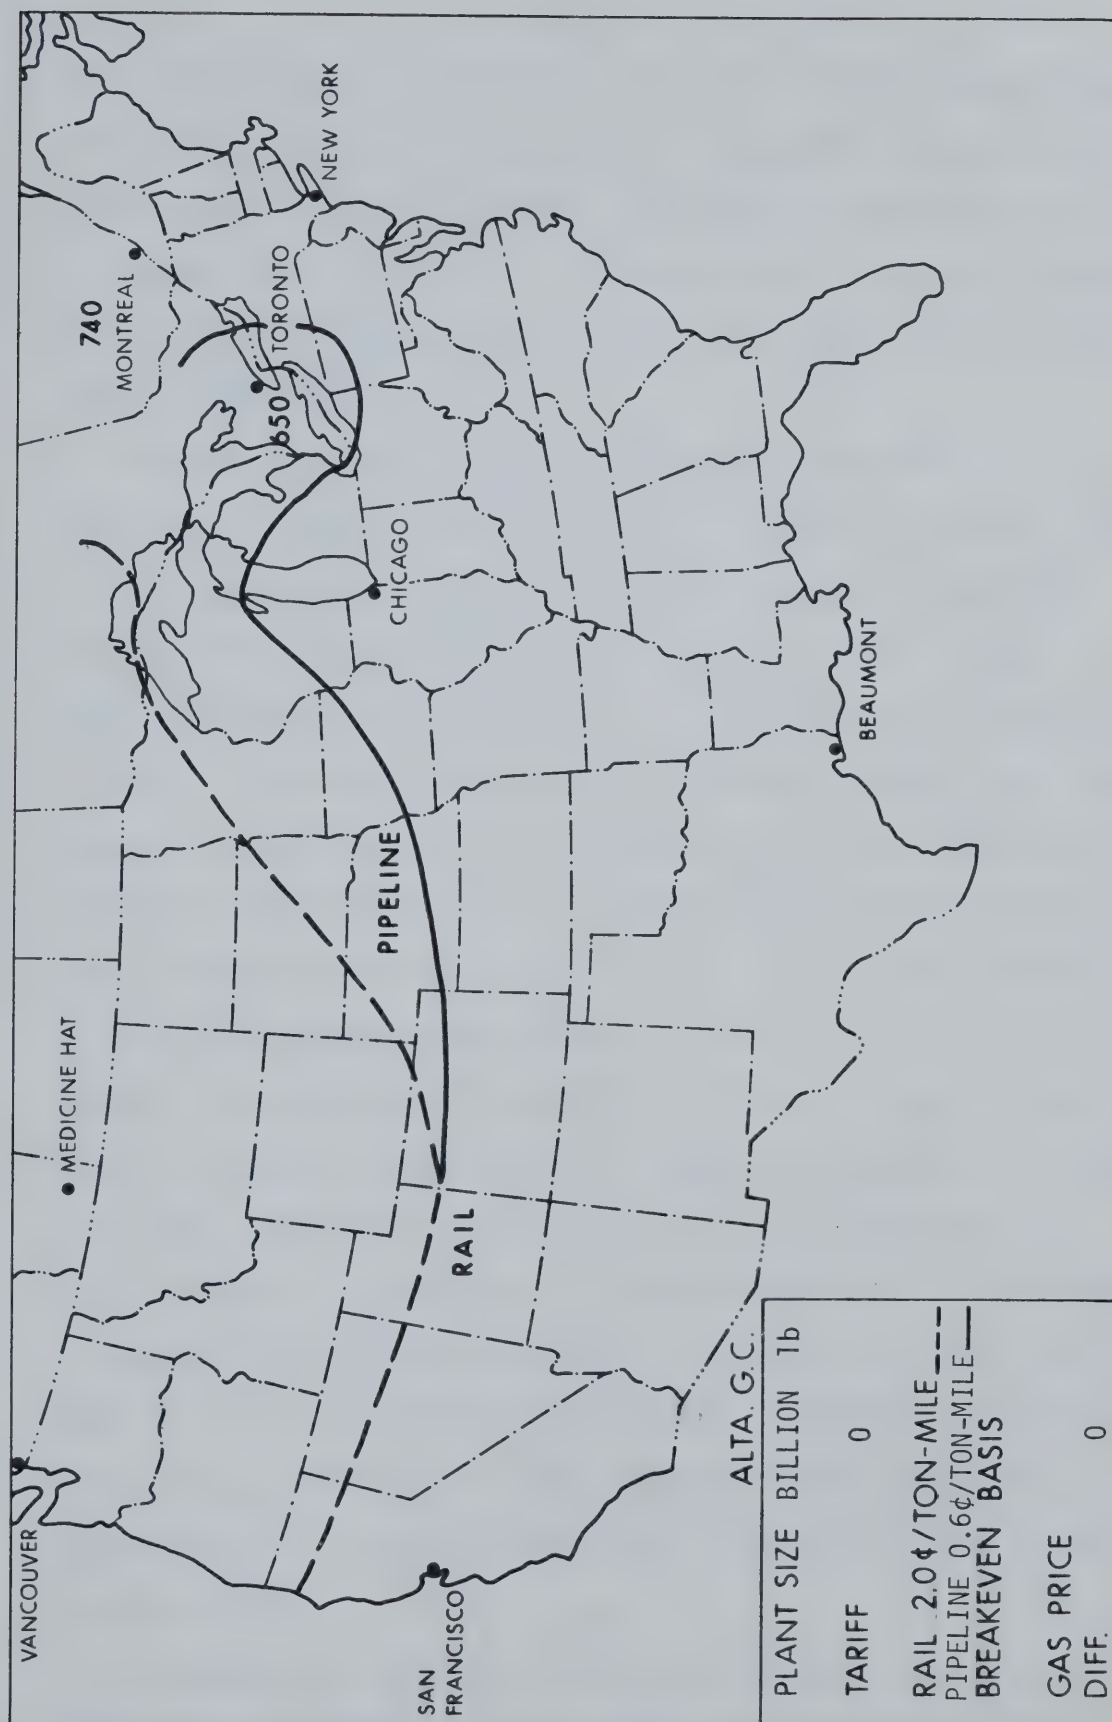 VANCOUVER
MEDICINE HAT
740
MONTREAL
650
TORONTO
NEW YORK
CHICAGO
PIPELINE
RAIL
SAN
FRANCISCO
BEAUMONT
ALTA. G.C.
PLANT SIZE BILLION lb
TARIFF 0
RAIL 2.0¢/TON-MILE
PIPELINE 0.6¢/TON-MILE
BREAKEVEN BASIS
GAS PRICE 0
DIFF.